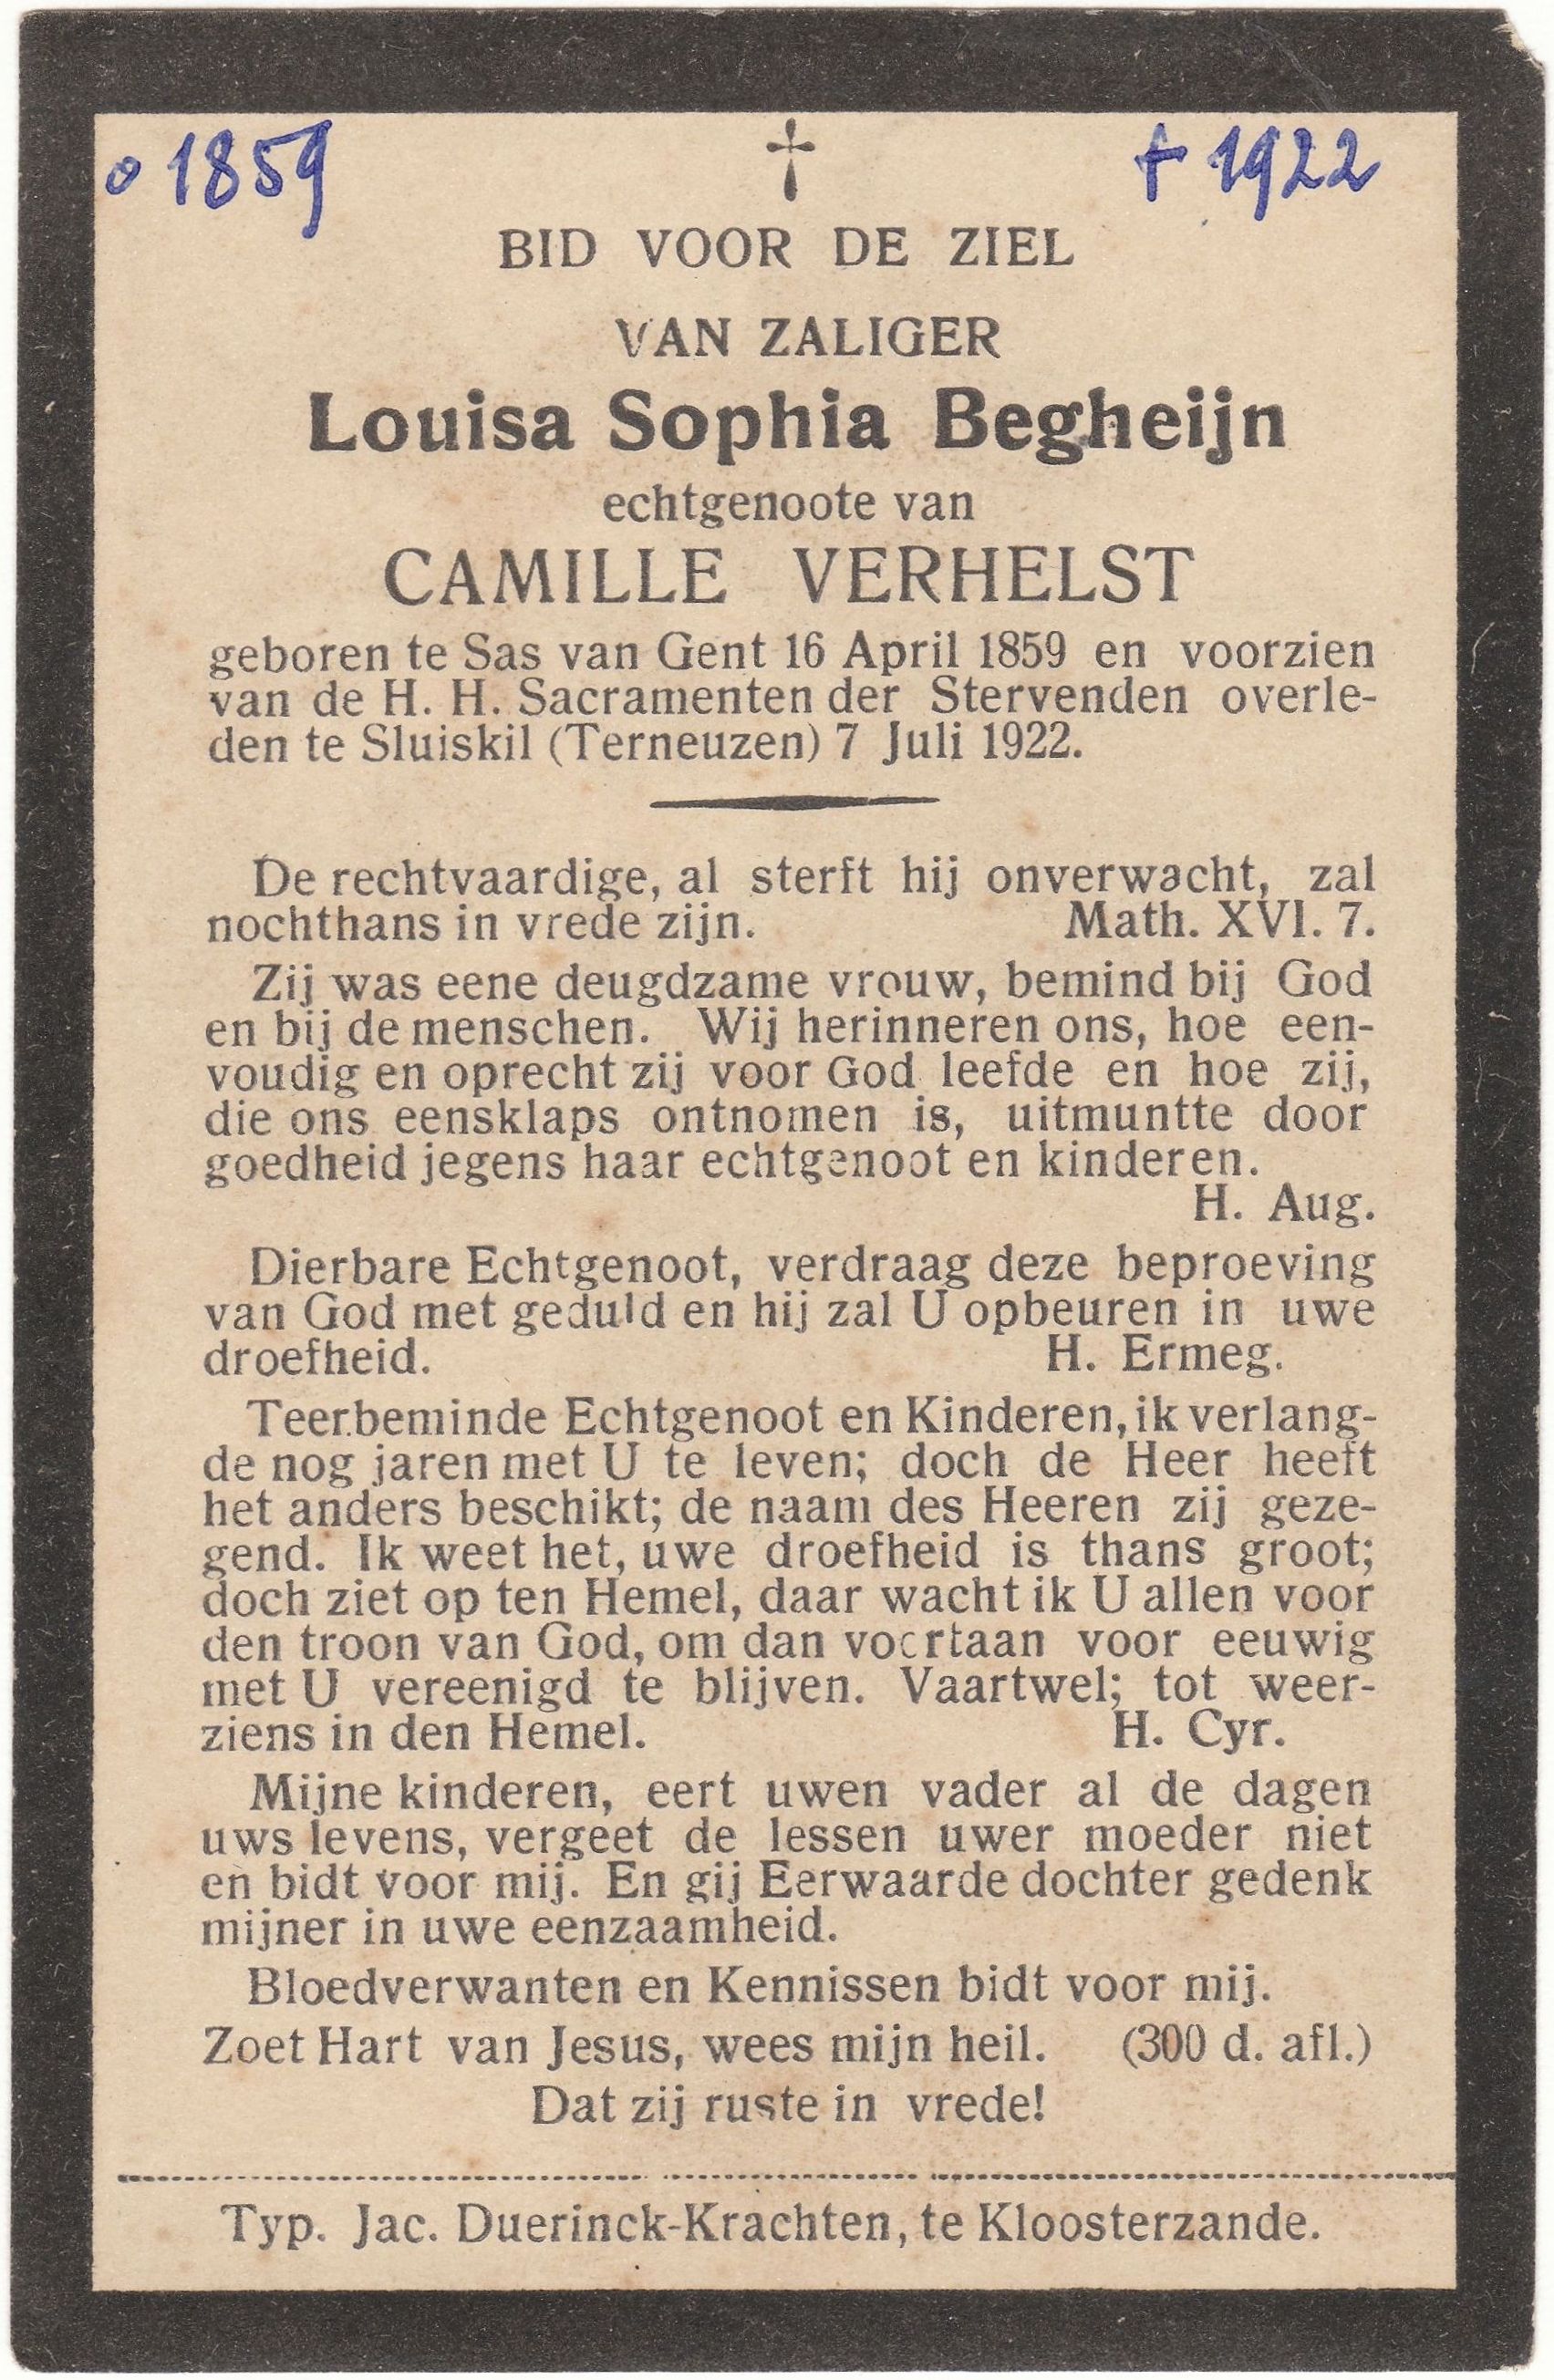 o 1859 † 1922
BID VOOR DE ZIEL
VAN ZALIGER
Louisa Sophia Begheijn
echtgenoote van
CAMILLE VERHELST
geboren te Sas van Gent 16 April 1859 en voorzien
van de H. H. Sacramenten der Stervenden overle-
den te Sluiskil (Terneuzen) 7 Juli 1922.
De rechtvaardige, al sterft hij onverwacht, zal
nochthans in vrede zijn. Math. XVI. 7.
Zij was eene deugdzame vrouw, bemind bij God
en bij de menschen. Wij herinneren ons, hoe een-
voudig en oprecht zij voor God leefde en hoe zij,
die ons eensklaps ontnomen is, uitmuntte door
goedheid jegens haar echtgenoot en kinderen.
H. Aug.
Dierbare Echtgenoot, verdraag deze beproeving
van God met geduld en hij zal U opbeuren in uwe
droefheid. H. Ermeg.
Teerbeminde Echtgenoot en Kinderen, ik verlang-
de nog jaren met U te leven; doch de Heer heeft
het anders beschikt; de naam des Heeren zij geze-
gend. Ik weet het, uwe droefheid is thans groot;
doch ziet op ten Hemel, daar wacht ik U allen voor
den troon van God, om dan voortaan voor eeuwig
met U vereenigd te blijven. Vaartwel; tot weer-
ziens in den Hemel. H. Cyr.
Mijne kinderen, eert uwen vader al de dagen
uws levens, vergeet de lessen uwer moeder niet
en bidt voor mij. En gij Eerwaarde dochter gedenk
mijner in uwe eenzaamheid.
Bloedverwanten en Kennissen bidt voor mij.
Zoet Hart van Jesus, wees mijn heil. (300 d. afl.)
Dat zij ruste in vrede!
Typ. Jac. Duerinck-Krachten, te Kloosterzande.